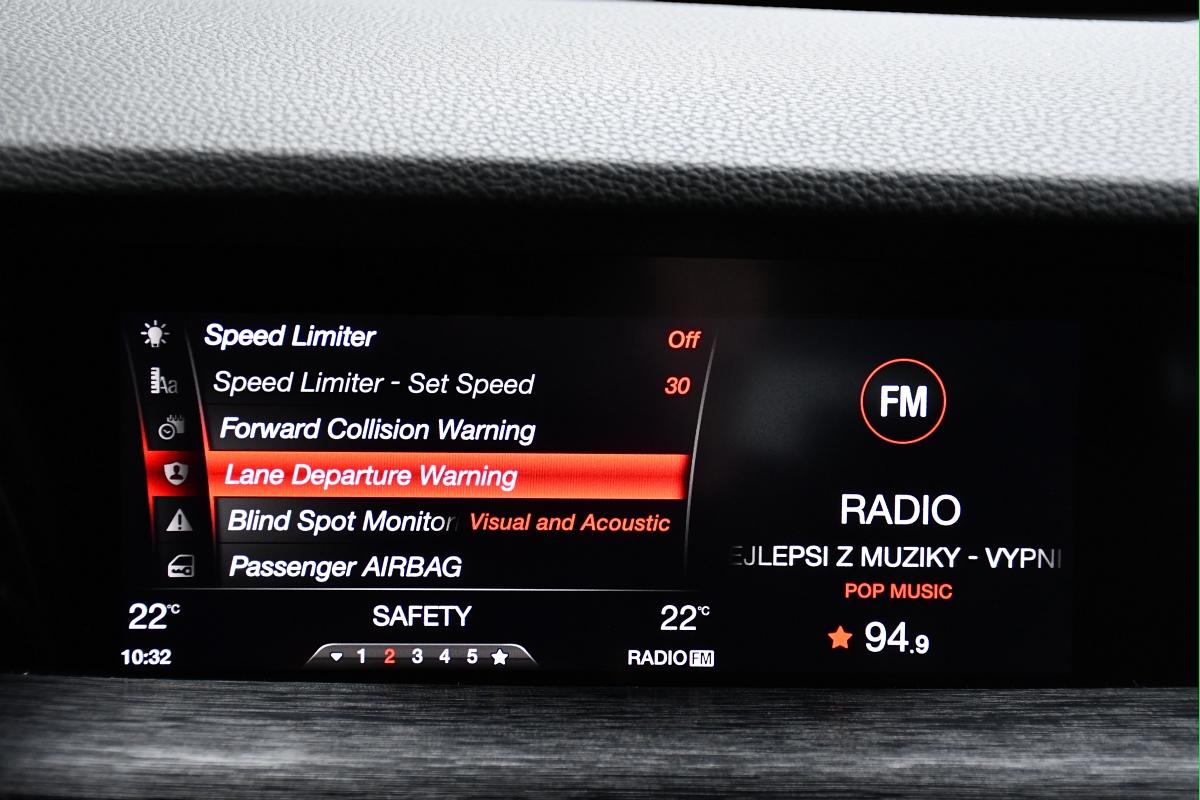 Speed Limiter Off
Aa Speed Limiter - Set Speed 30
Forward Collision Warning
Lane Departure Warning
Blind Spot Monitor Visual and Acoustic
Passenger AIRBAG
22°C SAFETY 22°C
10:32 1 2 3 4 5 RADIO FM
FM
RADIO
EJLEPSI Z MUZIKY - VYPNI
POP MUSIC
94.9